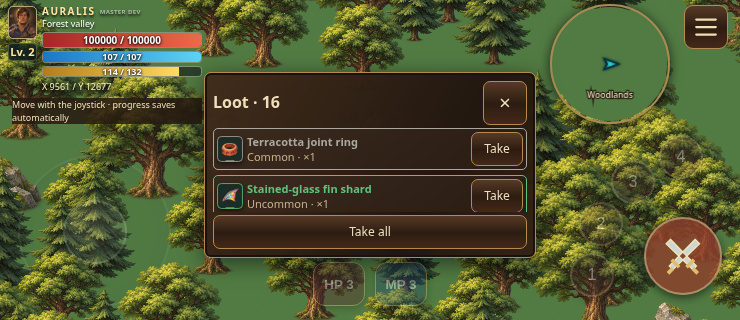 AURALIS MASTER DEV
Forest valley
100000 / 100000
Lv. 2
107 / 107
114 / 132
X 9561 / Y 12677
Move with the joystick · progress saves
automatically
Loot · 16
×
Terracotta joint ring
Common · ×1
Take
Stained-glass fin shard
Uncommon · ×1
Take
Take all
Woodlands
4
3
2
1
HP 3
MP 3